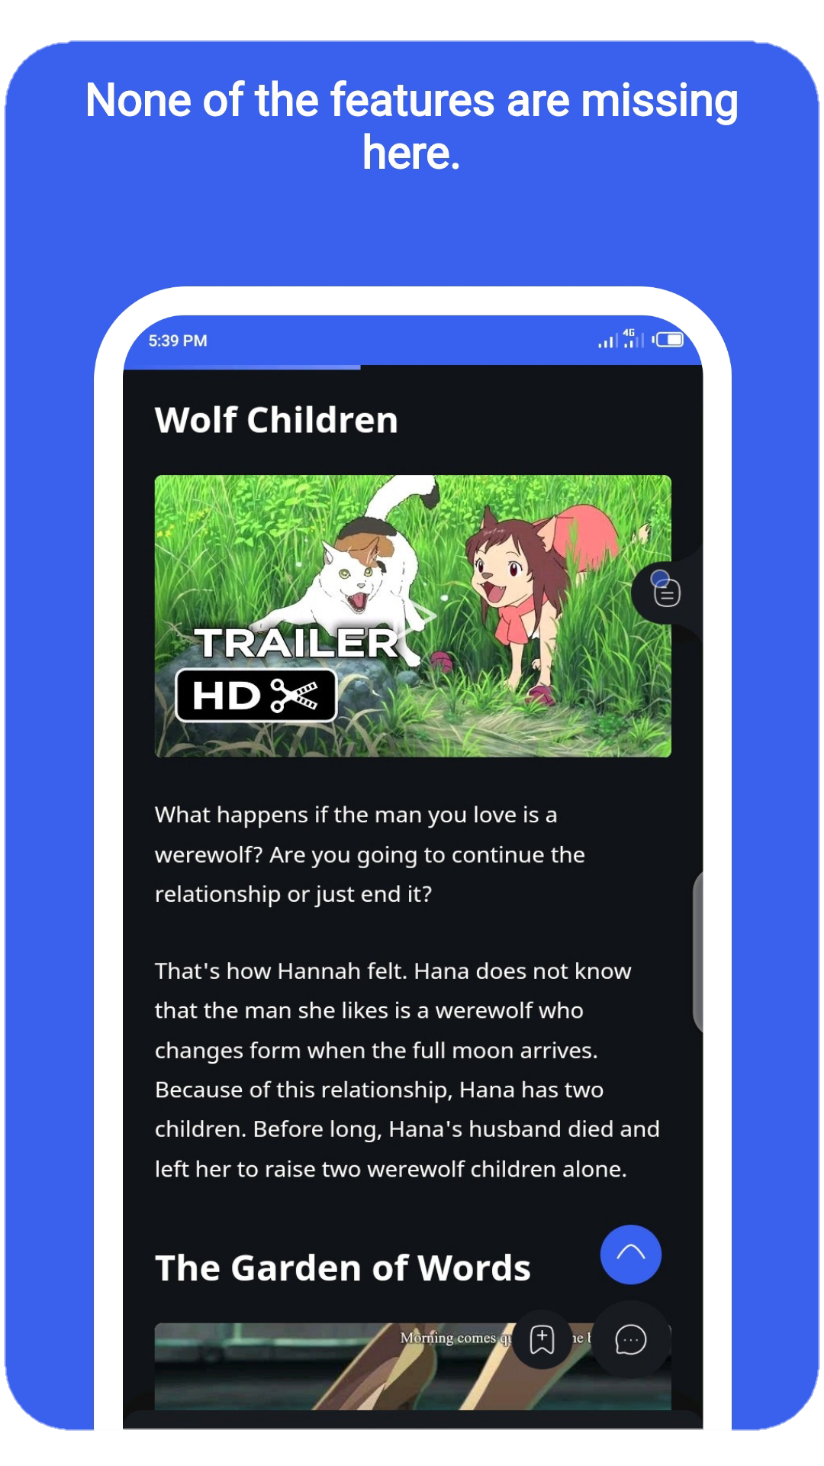 None of the features are missing
here.
5:39 PM
4G
Wolf Children
TRAILER
HD
What happens if the man you love is a
werewolf? Are you going to continue the
relationship or just end it?
That's how Hannah felt. Hana does not know
that the man she likes is a werewolf who
changes form when the full moon arrives.
Because of this relationship, Hana has two
children. Before long, Hana's husband died and
left her to raise two werewolf children alone.
The Garden of Words
Morning comes